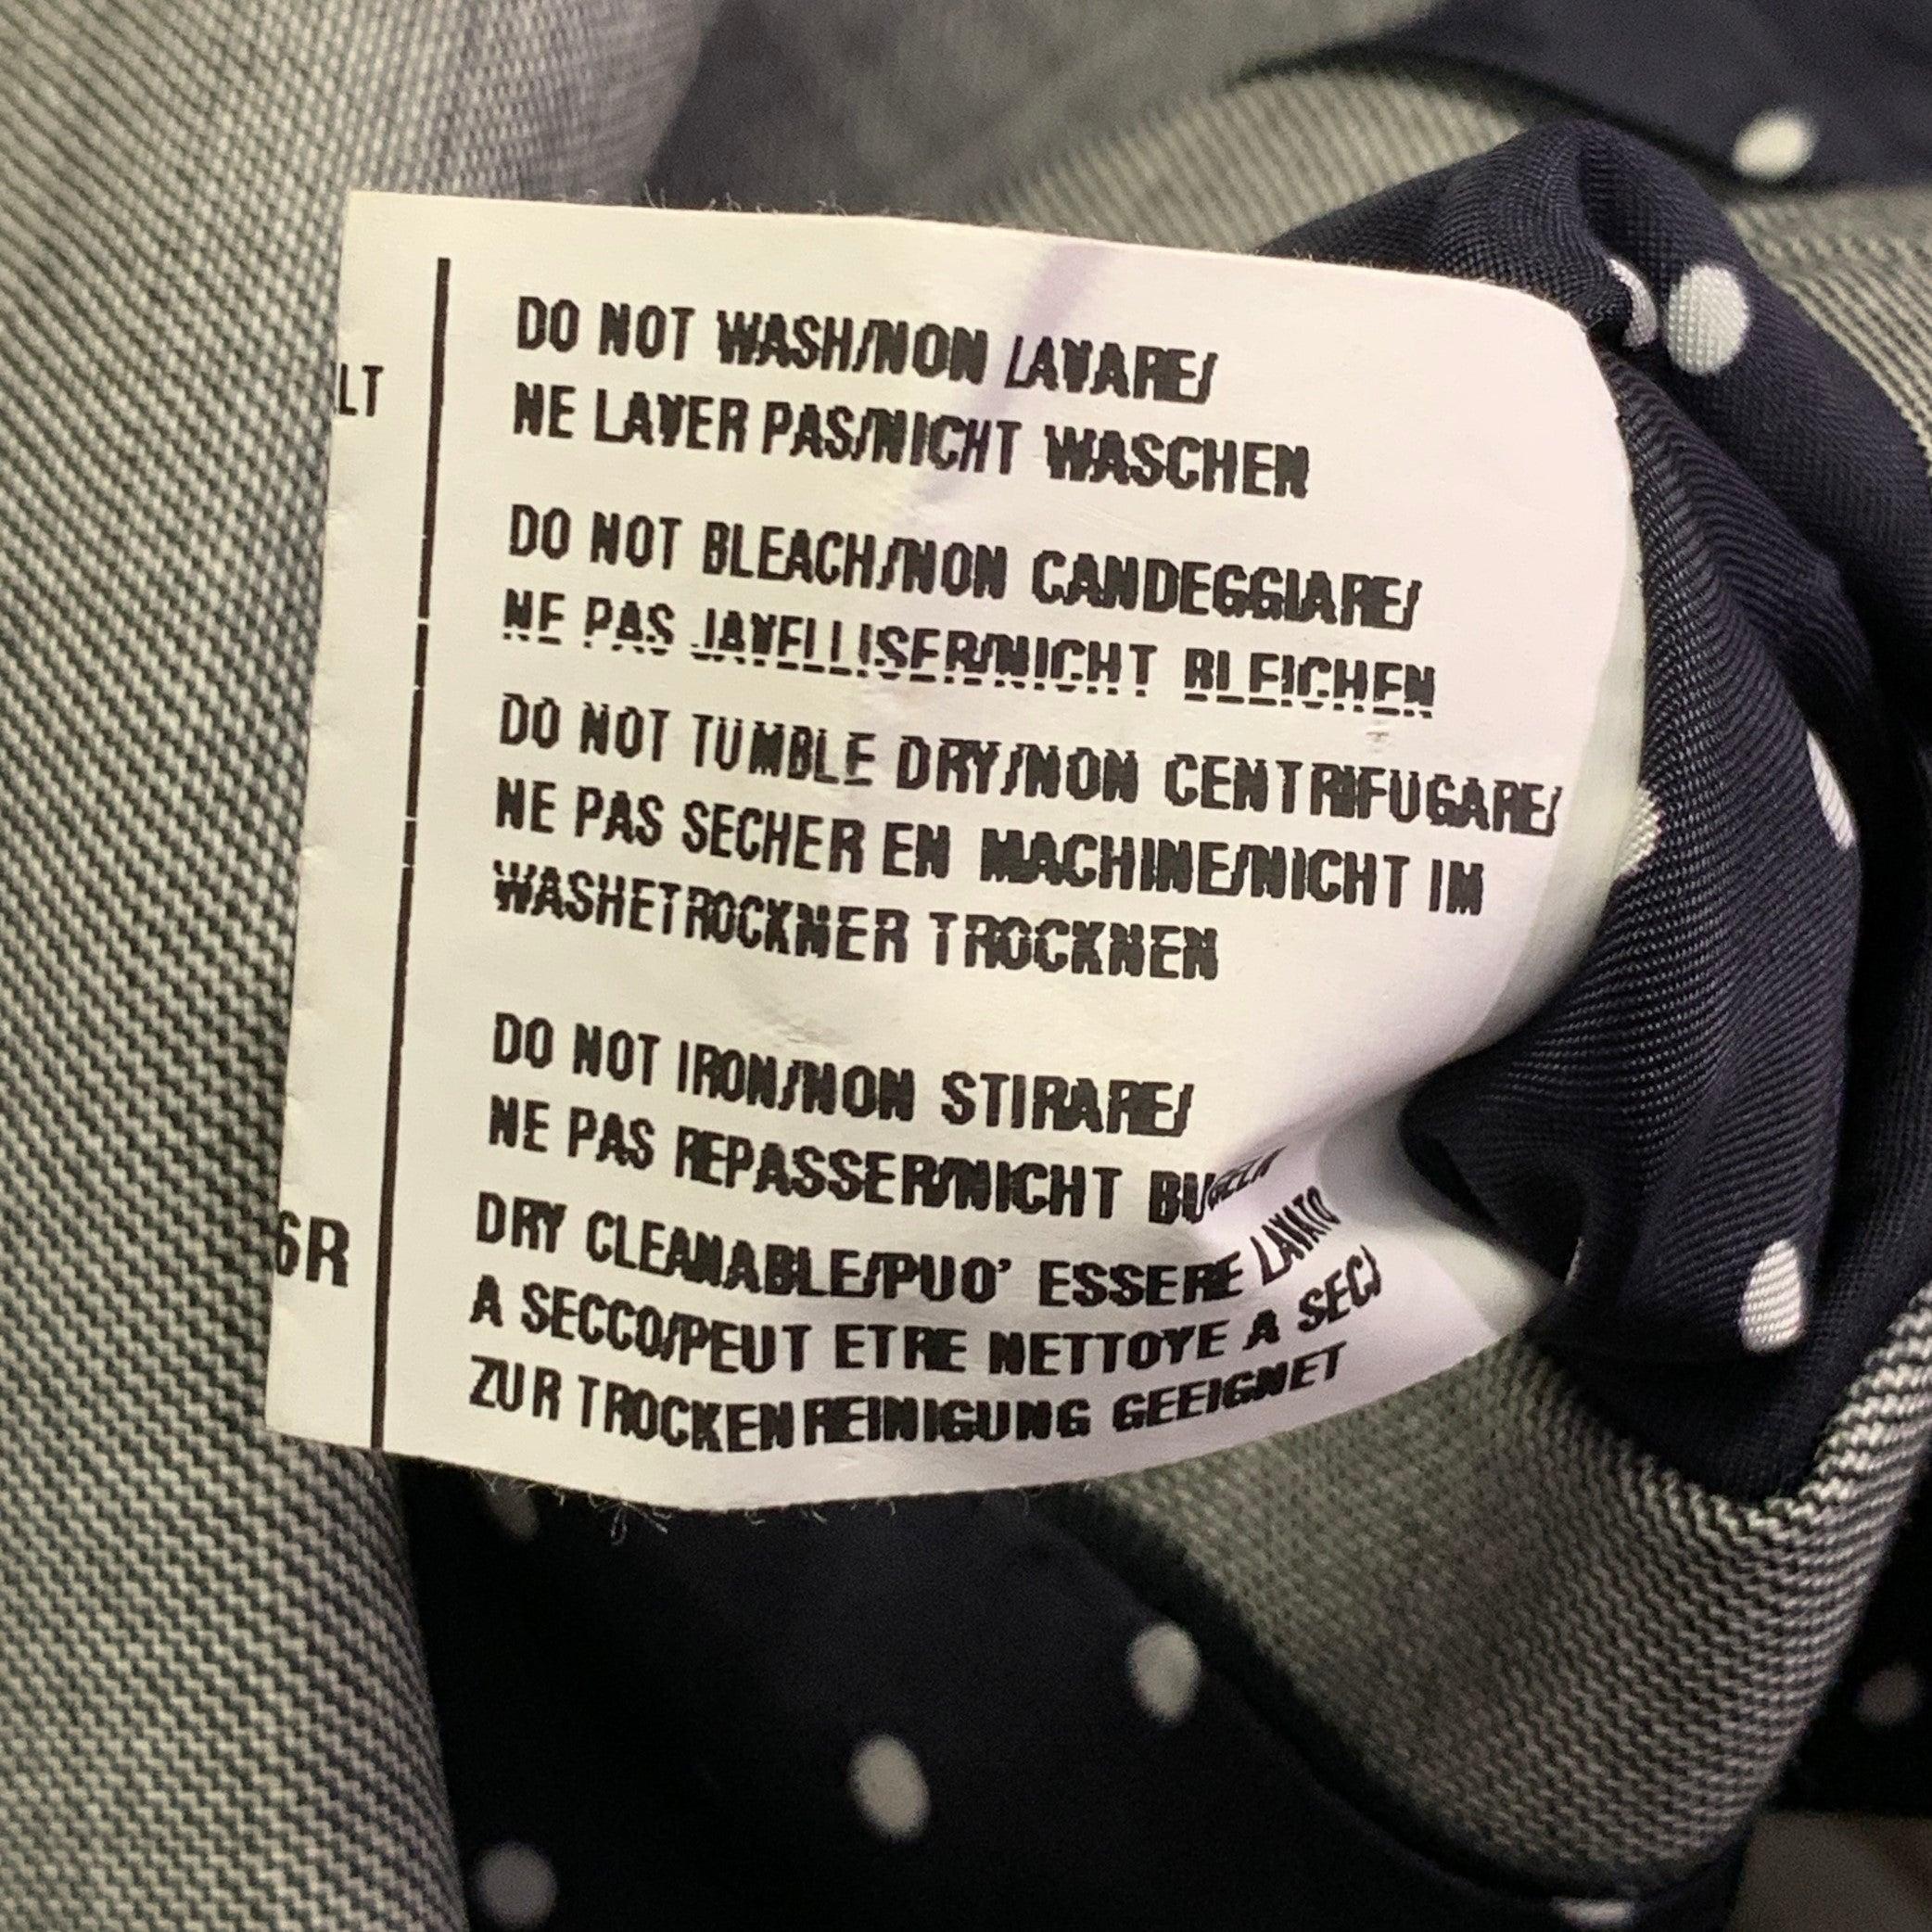 DO NOT WASH/NON LAVARE/
NE LAVER PAS/NICHT WASCHEN
DO NOT BLEACH/NON CANDEGGIARE/
NE PAS JAVELLISER/NICHT BLEICHEN
DO NOT TUMBLE DRY/NON CENTRIFUGARE/
NE PAS SECHER EN MACHINE/NICHT IM
WASHETROCKNER TROCKNEN
DO NOT IRON/NON STIRARE/
NE PAS REPASSER/NICHT BUGELN
DRY CLEANABLE/PUO' ESSERE LAVATO
A SECCO/PEUT ETRE NETTOYE A SEC/
ZUR TROCKENREINIGUNG GEEIGNET
LT
6R